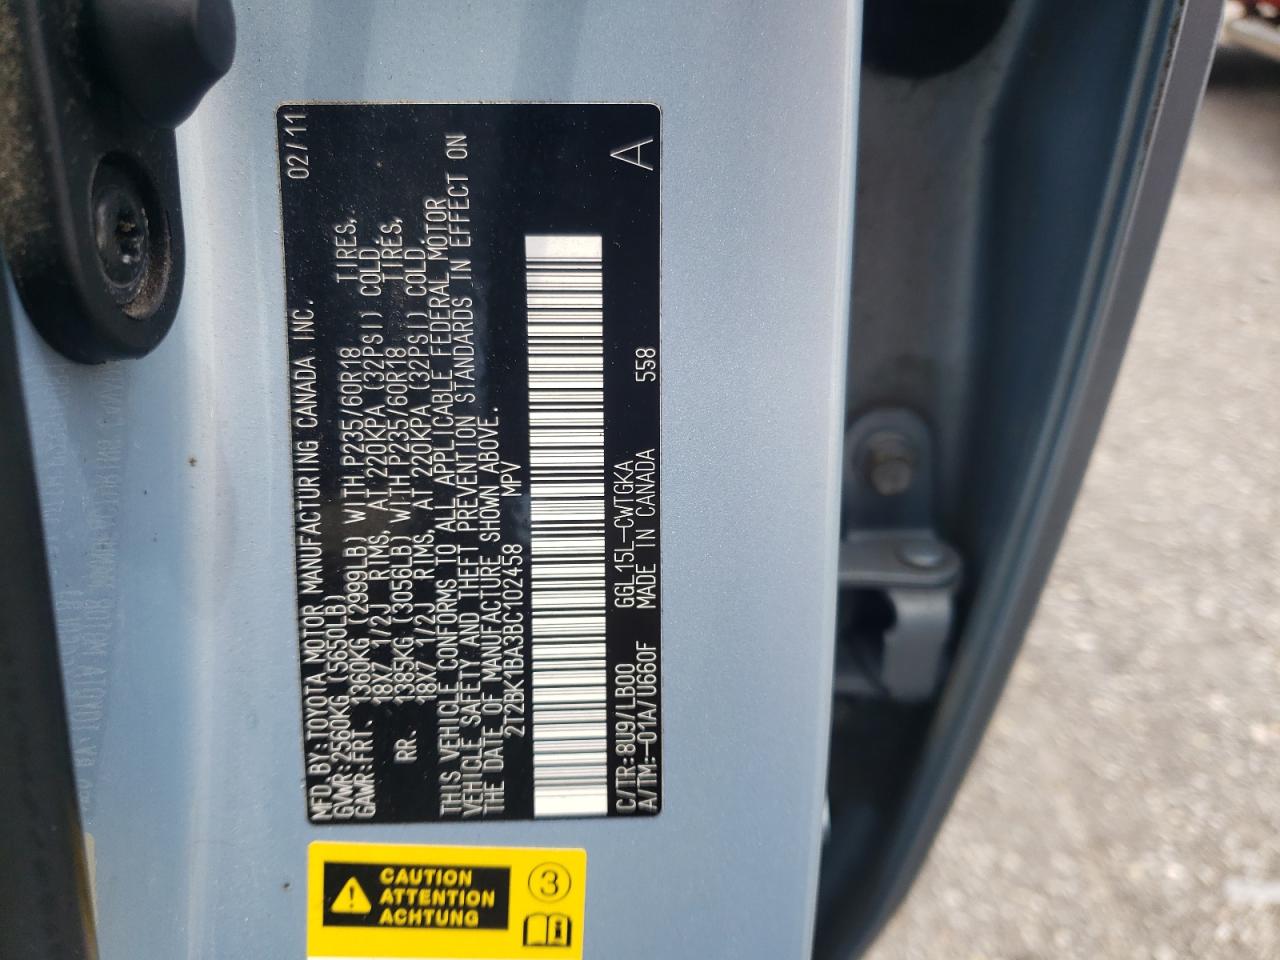 MFD.BY:TOYOTA MOTOR MANUFACTURING CANADA INC. 02/11
GVWR:2560KG (5650LB)
GAWR:FRT. 1360KG (2999LB) WITH P235/60R18 TIRES,
18X7 1/2J RIMS, AT 220KPA (32PSI) COLD.
RR. 1385KG (3056LB) WITH P235/60R18 TIRES,
18X7 1/2J RIMS, AT 220KPA (32PSI) COLD.
THIS VEHICLE CONFORMS TO ALL APPLICABLE FEDERAL MOTOR
VEHICLE SAFETY AND THEFT PREVENTION STANDARDS IN EFFECT ON
THE DATE OF MANUFACTURE SHOWN ABOVE.
2T2BK1BA3BC102458 MPV
C/TR:8U9/LB00 GGL15L-CWTGKA A
A/TM:-01A/U660F MADE IN CANADA 558
CAUTION
ATTENTION
ACHTUNG
3